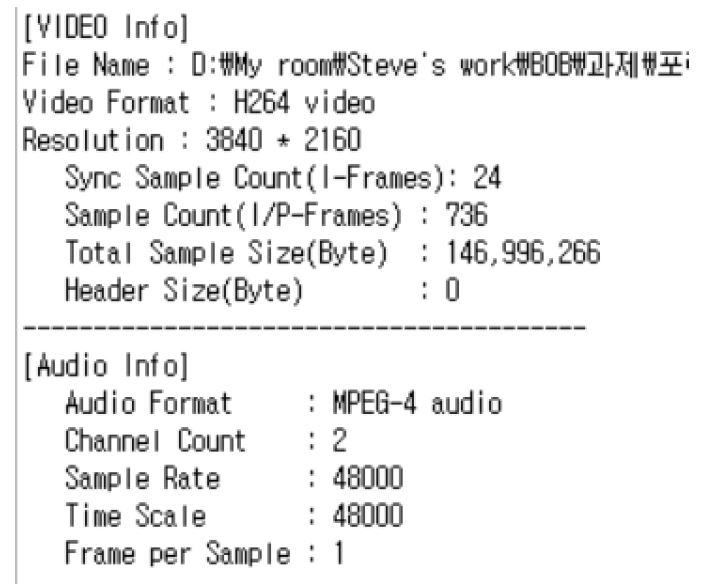 [VIDEO Info]
File Name : D:₩My room₩Steve's work₩BOB₩과제₩포
Video Format : H264 video
Resolution : 3840 * 2160
Sync Sample Count(I-Frames): 24
Sample Count(I/P-Frames) : 736
Total Sample Size(Byte) : 146,996,266
Header Size(Byte) : 0
----------------------------------------
[Audio Info]
Audio Format : MPEG-4 audio
Channel Count : 2
Sample Rate : 48000
Time Scale : 48000
Frame per Sample : 1